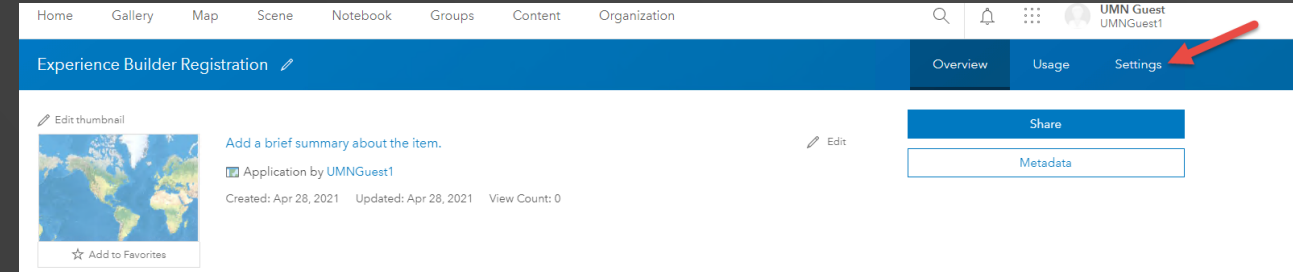 Home Gallery Map Scene Notebook Groups Content Organization UMN Guest
UMNGuest1
Experience Builder Registration Overview Usage Settings
Edit thumbnail
Share
Add a brief summary about the item. Edit
Metadata
Application by UMNGuest1
Created: Apr 28, 2021 Updated: Apr 28, 2021 View Count: 0
Add to Favorites